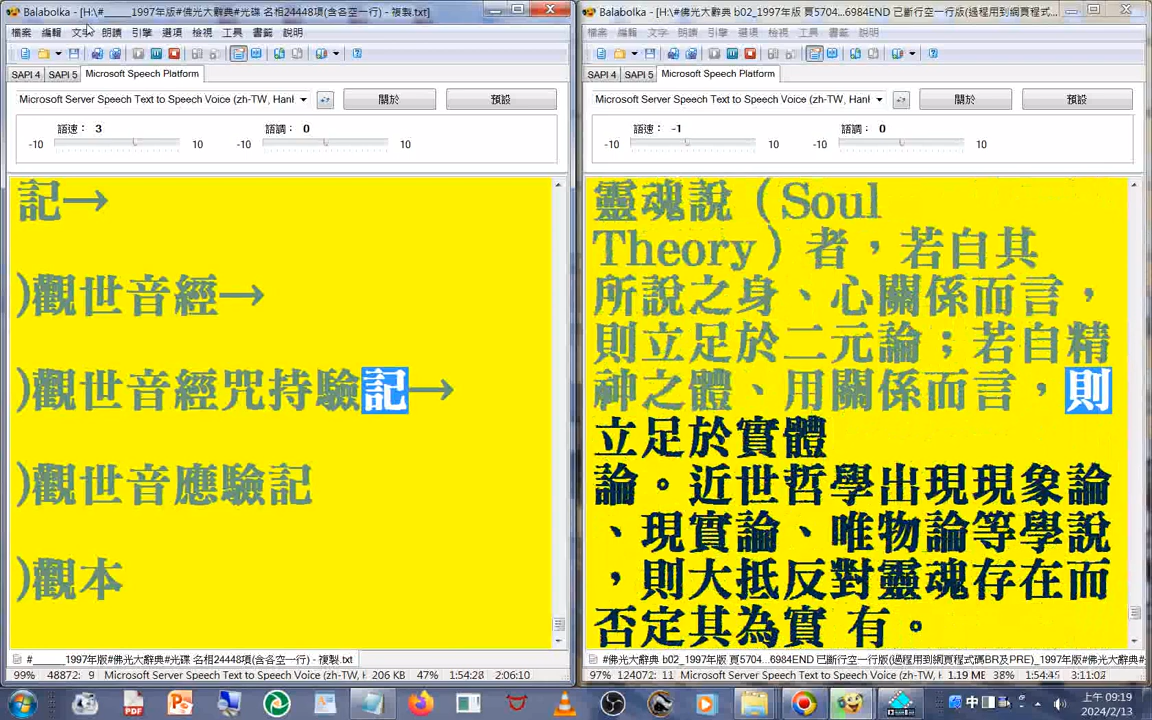 Balabolka - [H:\#_____1997年版#佛光大辭典#光碟 名相24448項(含各空一行) - 複製.txt]
檔案 編輯 文字 朗讀 引擎 選項 檢視 工具 書籤 說明
SAPI 4 SAPI 5 Microsoft Speech Platform
Microsoft Server Speech Text to Speech Voice (zh-TW, Hanl
關於 預設
語速： 3 語調： 0
-10 10 -10 10
記→
)觀世音經→
)觀世音經咒持驗記→
)觀世音應驗記
)觀本
#_____1997年版#佛光大辭典#光碟 名相24448項(含各空一行) - 複製.txt
99% 48872: 9 Microsoft Server Speech Text to Speech Voice (zh-TW, H 206 KB 47% 1:54:28 2:06:10
Balabolka - [H:\#佛光大辭典 b02_1997年版 頁5704...6984END 已斷行空一行版(過程用到網頁程式...
檔案 編輯 文字 朗讀 引擎 選項 檢視 工具 書籤 說明
SAPI 4 SAPI 5 Microsoft Speech Platform
Microsoft Server Speech Text to Speech Voice (zh-TW, Hanl
關於 預設
語速： -1 語調： 0
-10 10 -10 10
靈魂說（Soul
Theory）者，若自其
所說之身、心關係而言，
則立足於二元論；若自精
神之體、用關係而言，則
立足於實體
論。近世哲學出現現象論
、現實論、唯物論等學說
，則大抵反對靈魂存在而
否定其為實 有。
#佛光大辭典 b02_1997年版 頁5704...6984END 已斷行空一行版(過程用到網頁程式碼BR及PRE)_1997年版#
97% 124072: 11 Microsoft Server Speech Text to Speech Voice (zh-TW, H 1.19 MB 38% 1:54:45 3:11:02
上午 09:19
2024/2/13